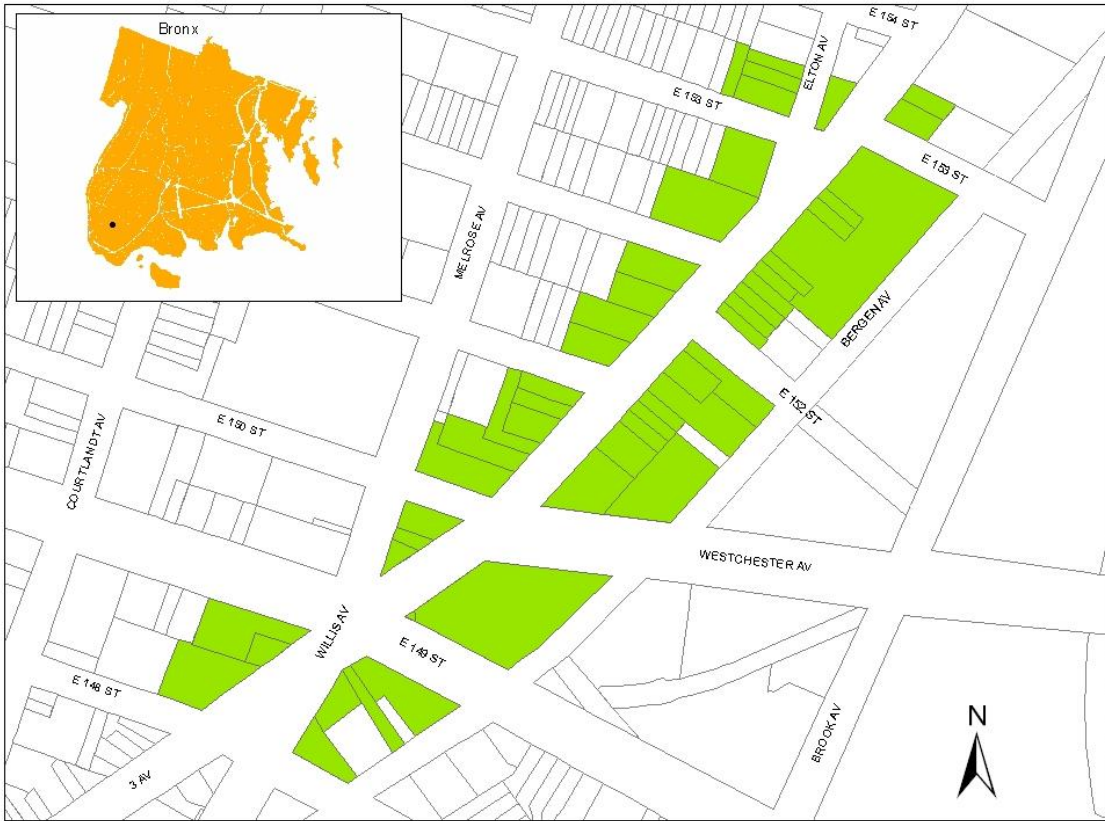 Bronx
E 154 ST
ELTON AV
E 153 ST
E 153 ST
MELROSE AV
BERGEN AV
E 152 ST
COURTLANDT AV
E 150 ST
WESTCHESTER AV
WILLIS AV
E 149 ST
E 148 ST
BROOK AV
3 AV
N